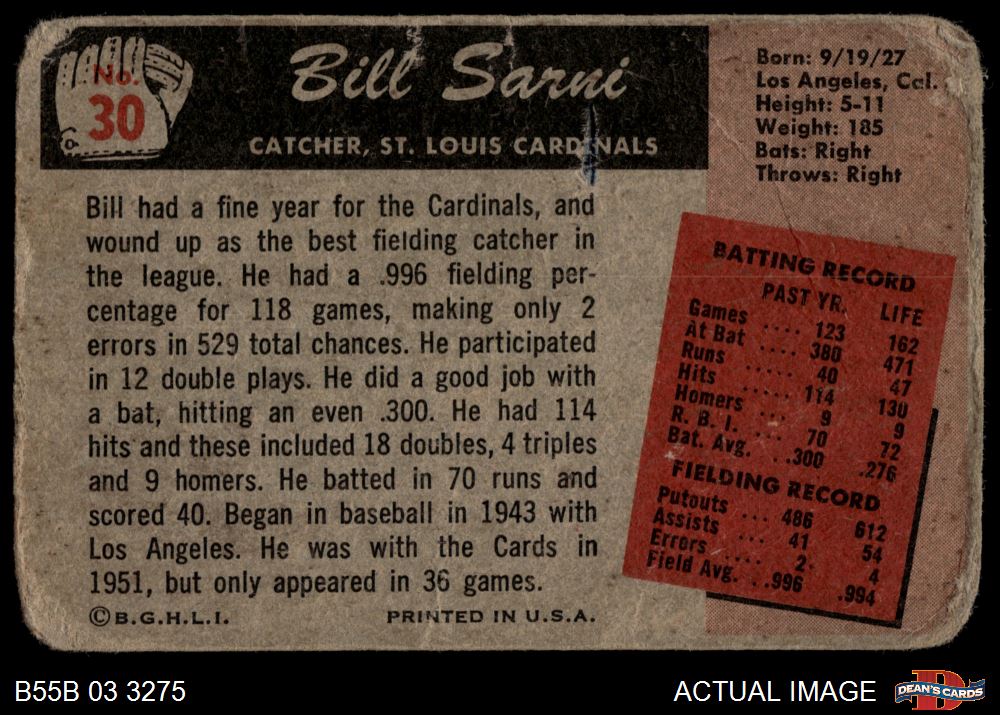 No.
30
Bill Sarni
CATCHER, ST. LOUIS CARDINALS
Born: 9/19/27
Los Angeles, Cal.
Height: 5-11
Weight: 185
Bats: Right
Throws: Right
Bill had a fine year for the Cardinals, and
wound up as the best fielding catcher in
the league. He had a .996 fielding per-
centage for 118 games, making only 2
errors in 529 total chances. He participated
in 12 double plays. He did a good job with
a bat, hitting an even .300. He had 114
hits and these included 18 doubles, 4 triples
and 9 homers. He batted in 70 runs and
scored 40. Began in baseball in 1943 with
Los Angeles. He was with the Cards in
1951, but only appeared in 36 games.
©B.G.H.L.I. PRINTED IN U.S.A.
BATTING RECORD
PAST YR. LIFE
Games .... 123 162
At Bat .... 380 471
Runs ..... 40 47
Hits ..... 114 130
Homers ... 9 9
R. B. I. ... 70 72
Bat. Avg. ..300 .276
FIELDING RECORD
Putouts ... 486 612
Assists ... 41 54
Errors .... 2. 4
Field Avg. ..996 .994
B55B 03 3275 ACTUAL IMAGE DEAN'S CARDS